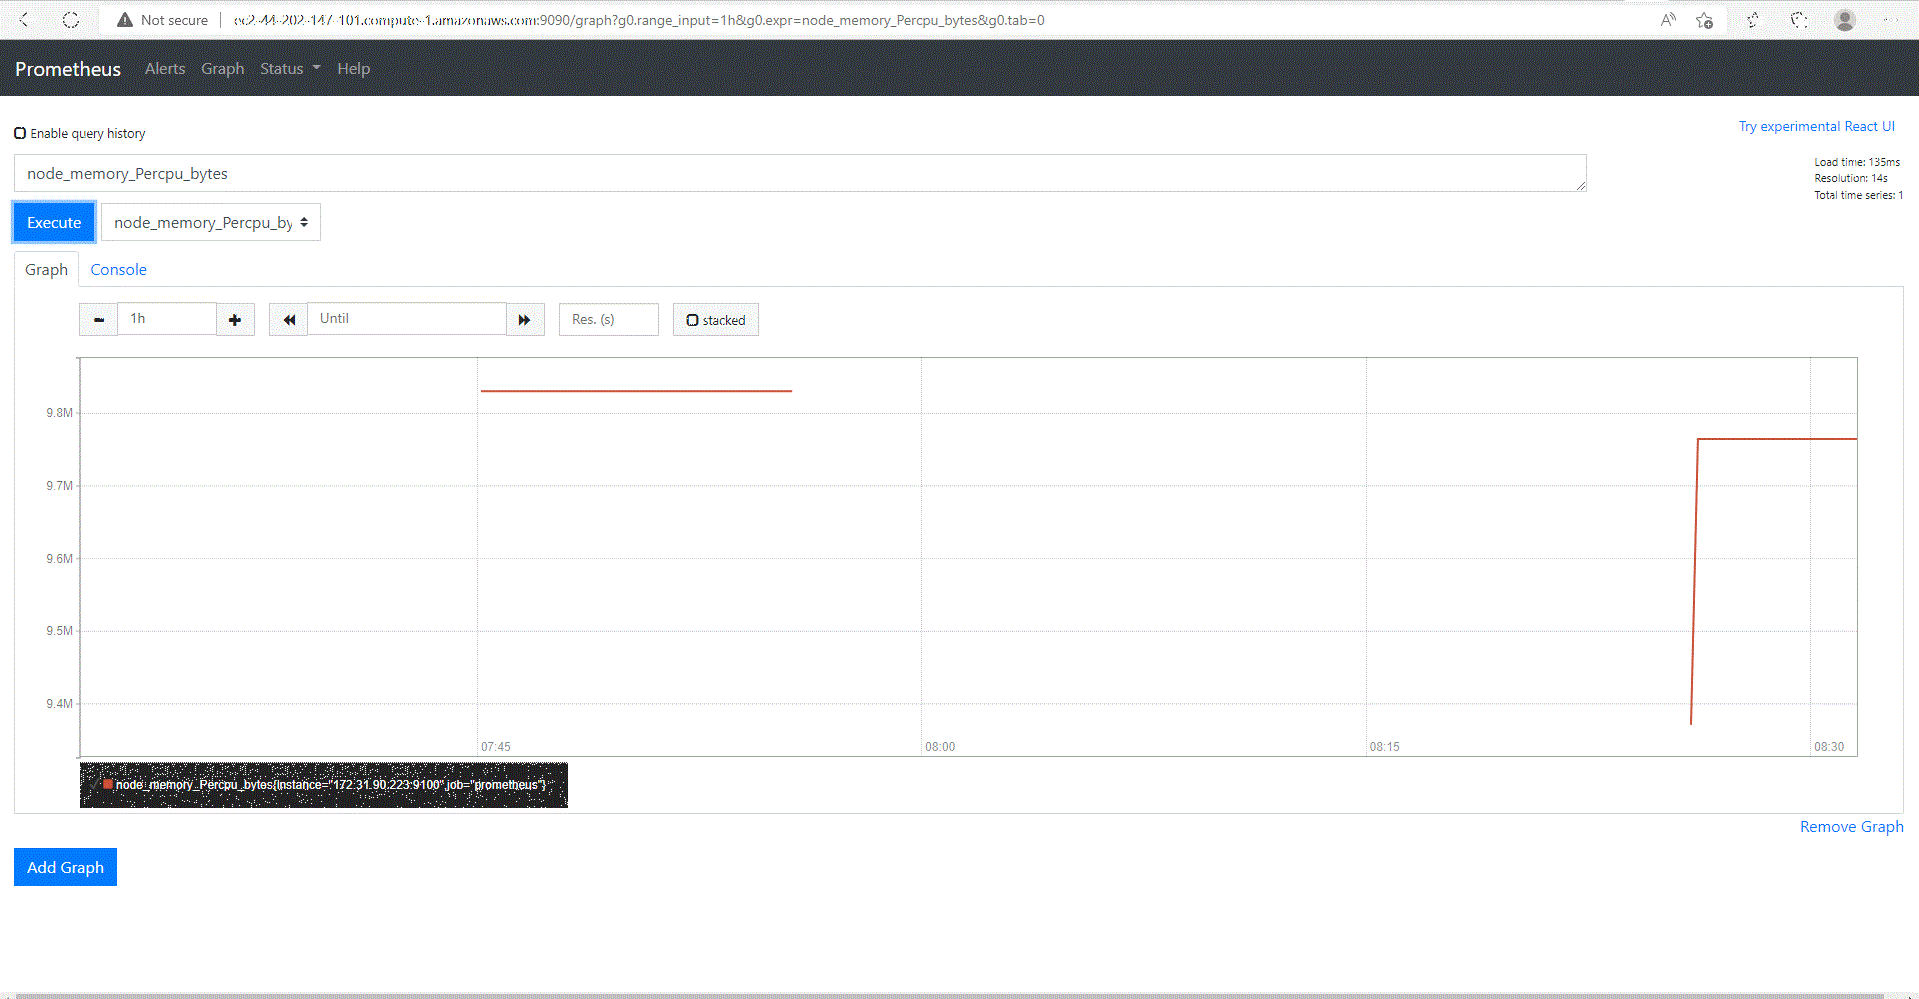 Not secure | ec2-44-202-147-101.compute-1.amazonaws.com:9090/graph?g0.range_input=1h&g0.expr=node_memory_Percpu_bytes&g0.tab=0
Prometheus Alerts Graph Status Help
Enable query history
Try experimental React UI
node_memory_Percpu_bytes
Load time: 135ms
Resolution: 14s
Total time series: 1
Execute node_memory_Percpu_by
Graph Console
1h Until Res. (s) stacked
9.8M
9.7M
9.6M
9.5M
9.4M
07:45 08:00 08:15 08:30
node_memory_Percpu_bytes{instance="172.31.90.223:9100",job="prometheus"}
Remove Graph
Add Graph